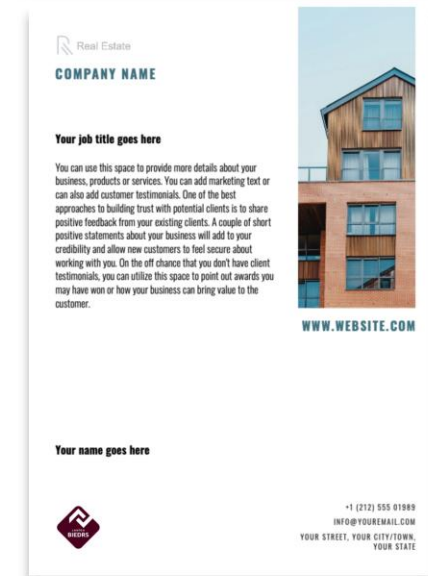 Real Estate
COMPANY NAME
Your job title goes here
You can use this space to provide more details about your
business, products or services. You can add marketing text or
can also add customer testimonials. One of the best
approaches to building trust with potential clients is to share
positive feedback from your existing clients. A couple of short
positive statements about your business will add to your
credibility and allow new customers to feel secure about
working with you. On the off chance that you don't have client
testimonials, you can utilize this space to point out awards you
may have won or how your business can bring value to the
customer.
WWW.WEBSITE.COM
Your name goes here
BIEDRS
+1 (212) 555 01989
INFO@YOUREMAIL.COM
YOUR STREET, YOUR CITY/TOWN,
YOUR STATE